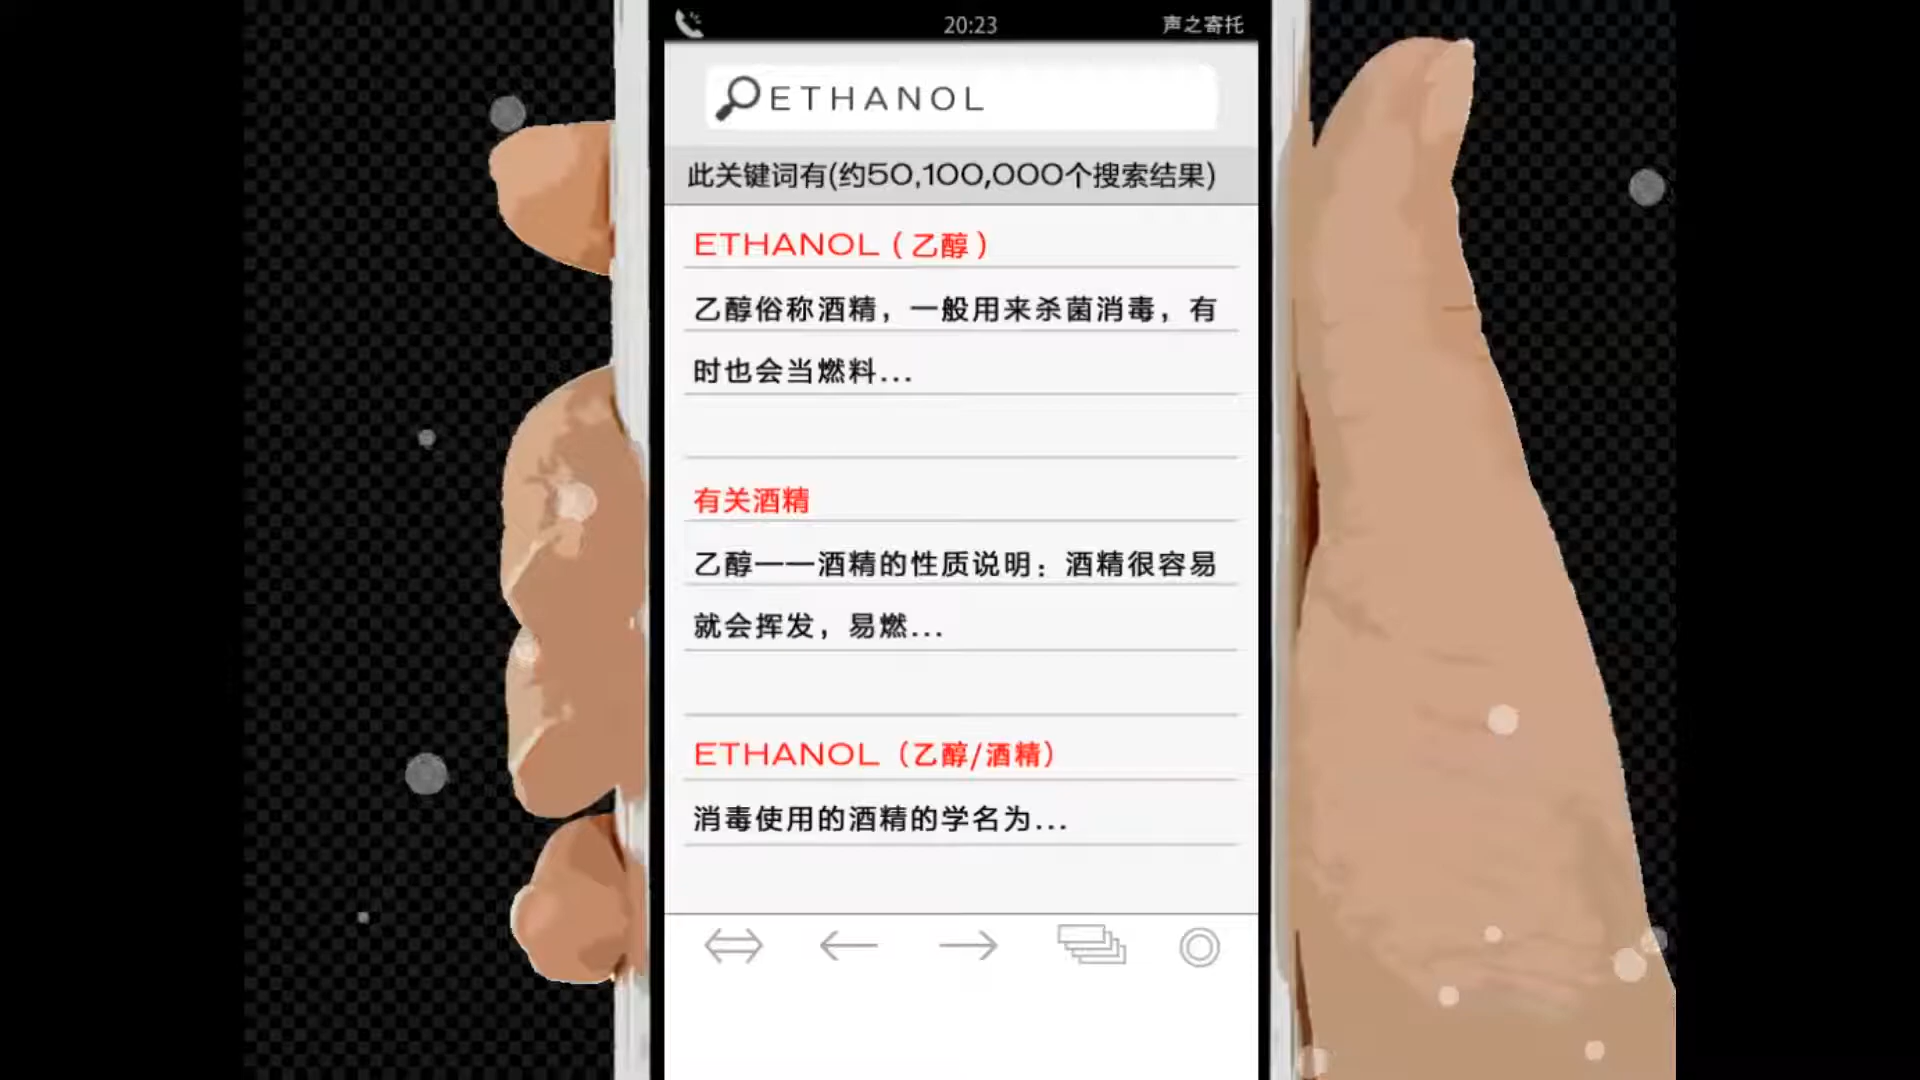 20:23
声之寄托
ETHANOL
此关键词有(约50,100,000个搜索结果)
ETHANOL(乙醇)
乙醇俗称酒精，一般用来杀菌消毒，有
时也会当燃料...
有关酒精
乙醇——酒精的性质说明：酒精很容易
就会挥发，易燃...
ETHANOL（乙醇/酒精）
消毒使用的酒精的学名为...